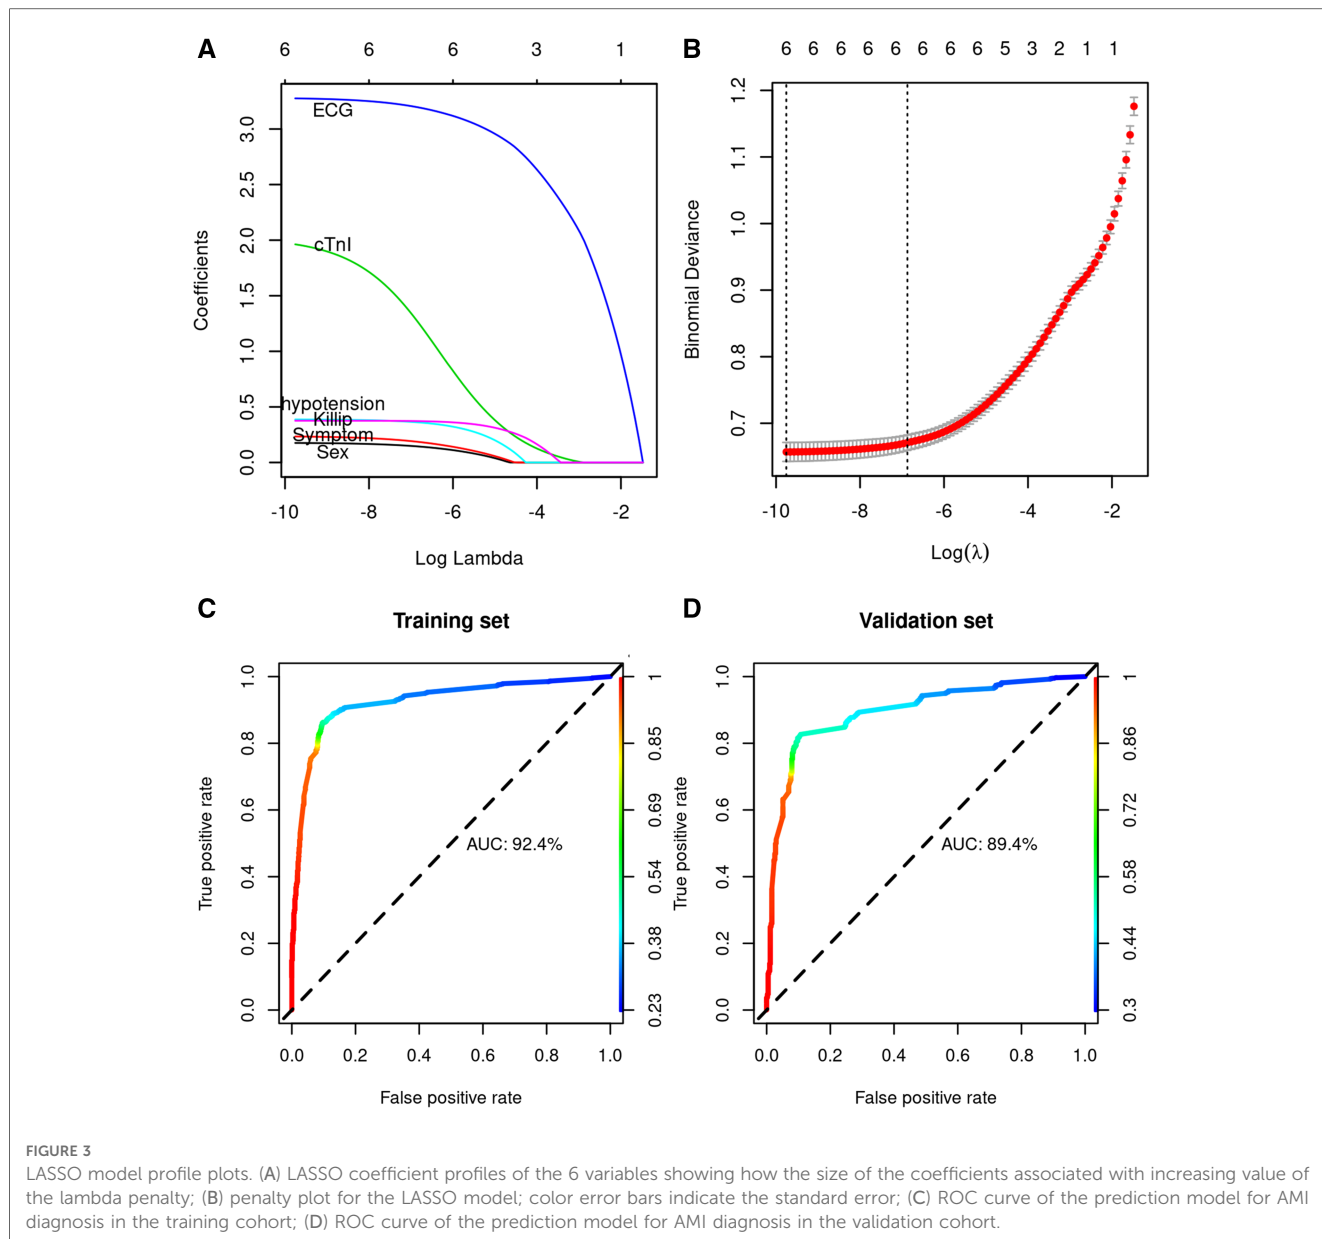 A
6 6 6 3 1
ECG
cTnI
hypotension
Killip
Symptom
Sex
Coefficients
3.0
2.5
2.0
1.5
1.0
0.5
0.0
-10 -8 -6 -4 -2
Log Lambda
B
6 6 6 6 6 6 6 6 5 3 2 1 1
Binomial Deviance
1.2
1.1
1.0
0.9
0.8
0.7
-10 -8 -6 -4 -2
Log(λ)
C
Training set
True positive rate
1.0
0.8
0.6
0.4
0.2
0.0
AUC: 92.4%
1
0.85
0.69
0.54
0.38
0.23
0.0 0.2 0.4 0.6 0.8 1.0
False positive rate
D
Validation set
True positive rate
1.0
0.8
0.6
0.4
0.2
0.0
AUC: 89.4%
1
0.86
0.72
0.58
0.44
0.3
0.0 0.2 0.4 0.6 0.8 1.0
False positive rate
FIGURE 3
LASSO model profile plots. (A) LASSO coefficient profiles of the 6 variables showing how the size of the coefficients associated with increasing value of
the lambda penalty; (B) penalty plot for the LASSO model; color error bars indicate the standard error; (C) ROC curve of the prediction model for AMI
diagnosis in the training cohort; (D) ROC curve of the prediction model for AMI diagnosis in the validation cohort.